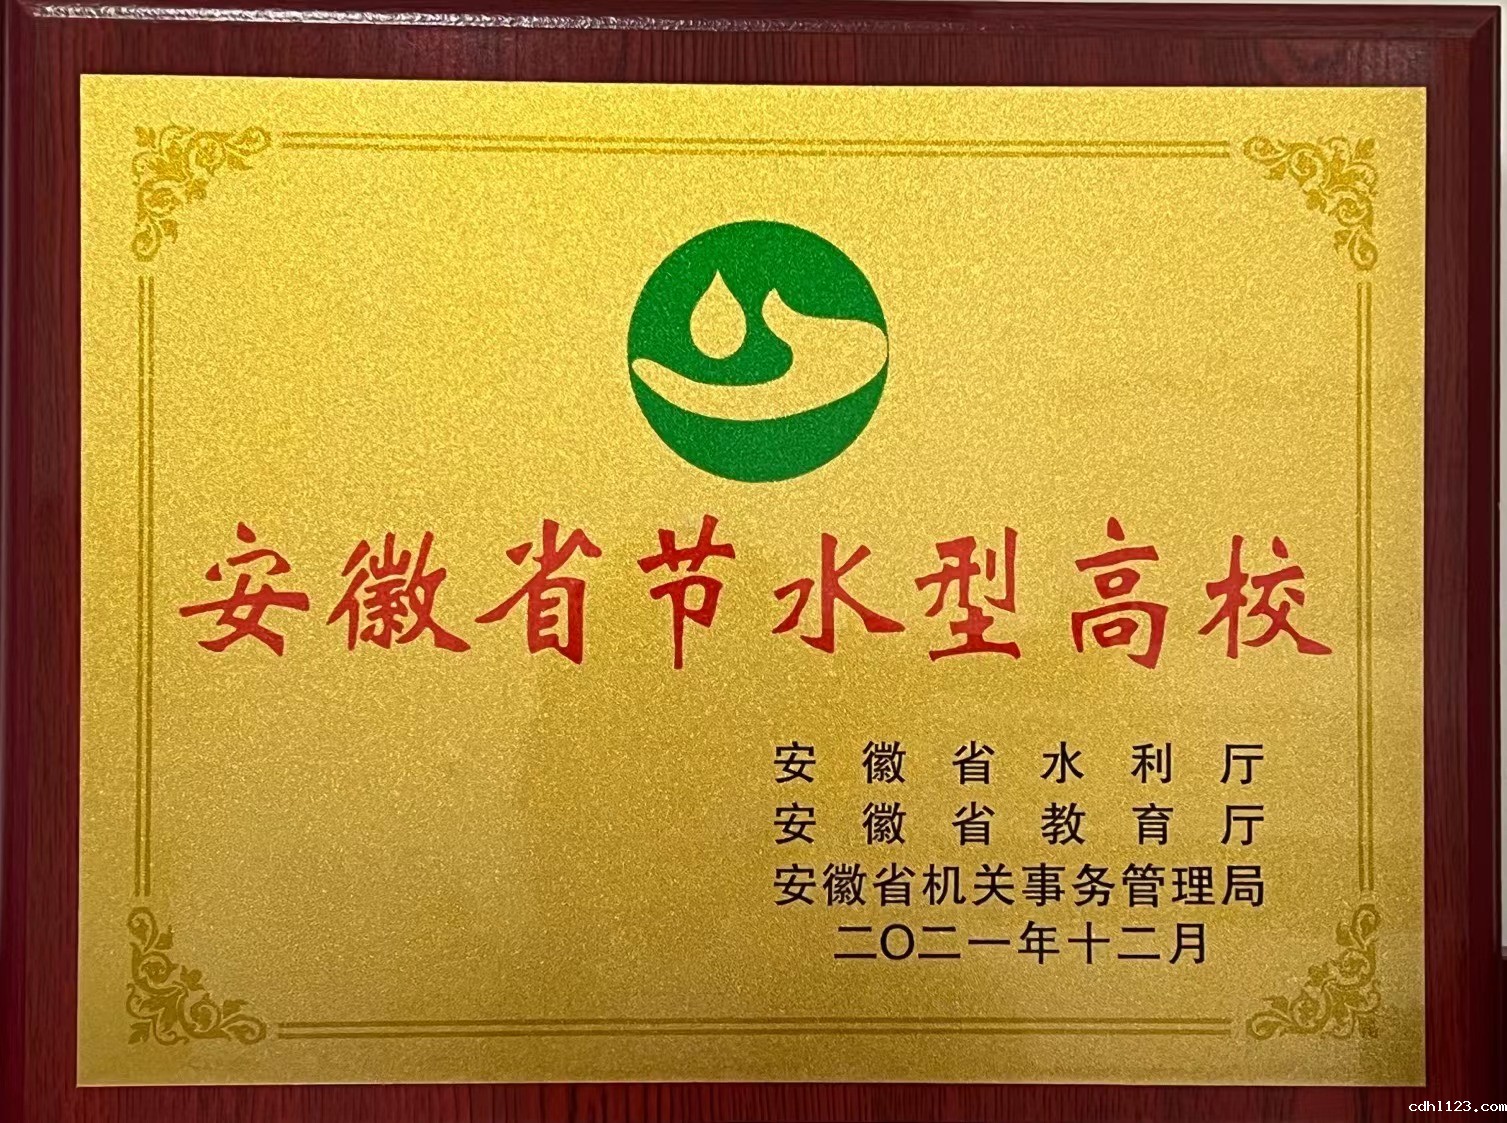 安徽省节水型高校
安徽省水利厅
安徽省教育厅
安徽省机关事务管理局
二〇二一年十二月
cdhl123.com